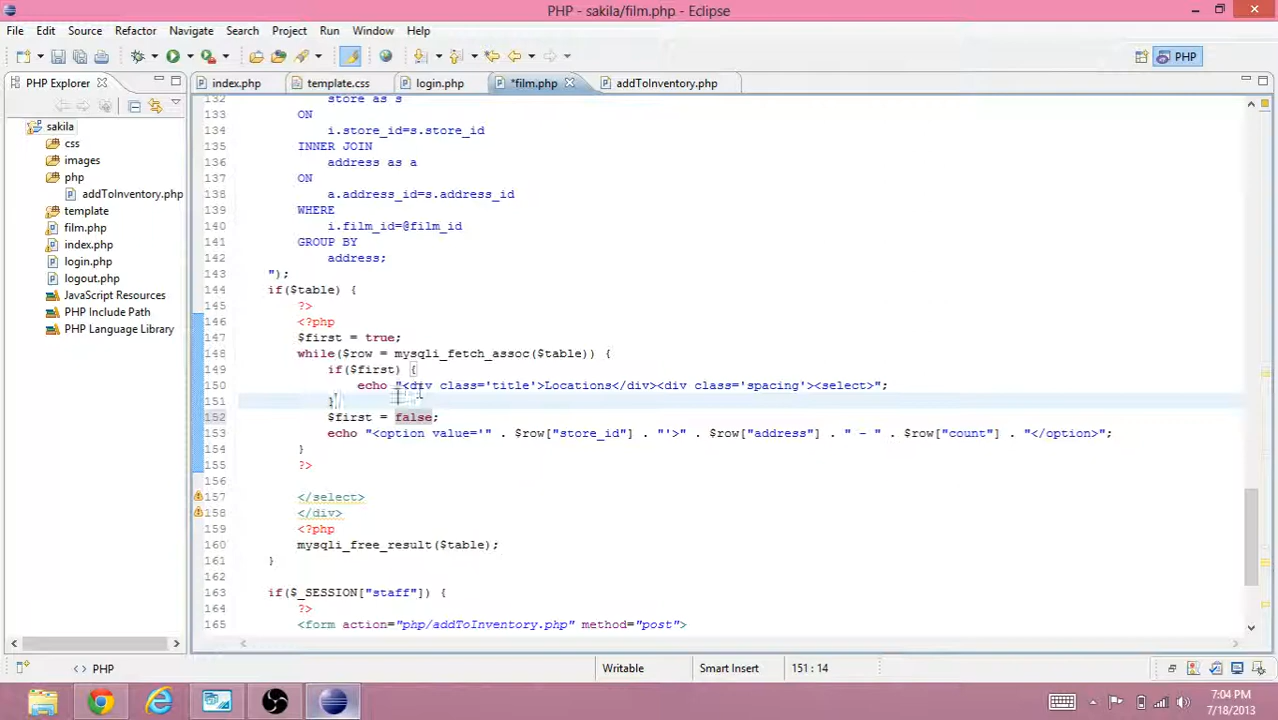 PHP - sakila/film.php - Eclipse
File Edit Source Refactor Navigate Search Project Run Window Help
PHP
PHP Explorer
index.php template.css login.php *film.php addToInventory.php
sakila
css
images
php
addToInventory.php
template
film.php
index.php
login.php
logout.php
JavaScript Resources
PHP Include Path
PHP Language Library
132 store as s
133 ON
134 i.store_id=s.store_id
135 INNER JOIN
136 address as a
137 ON
138 a.address_id=s.address_id
139 WHERE
140 i.film_id=@film_id
141 GROUP BY
142 address;
143 ");
144 if($table) {
145 ?>
146 <?php
147 $first = true;
148 while($row = mysqli_fetch_assoc($table)) {
149 if($first) {
150 echo "<div class='title'>Locations</div><div class='spacing'><select>";
151 }
152 $first = false;
153 echo "<option value='" . $row["store_id"] . "'>" . $row["address"] . " - " . $row["count"] . "</option>";
154 }
155 ?>
156
157 </select>
158 </div>
159 <?php
160 mysqli_free_result($table);
161 }
162
163 if($_SESSION["staff"]) {
164 ?>
165 <form action="php/addToInventory.php" method="post">
<> PHP Writable Smart Insert 151 : 14
7:04 PM
7/18/2013